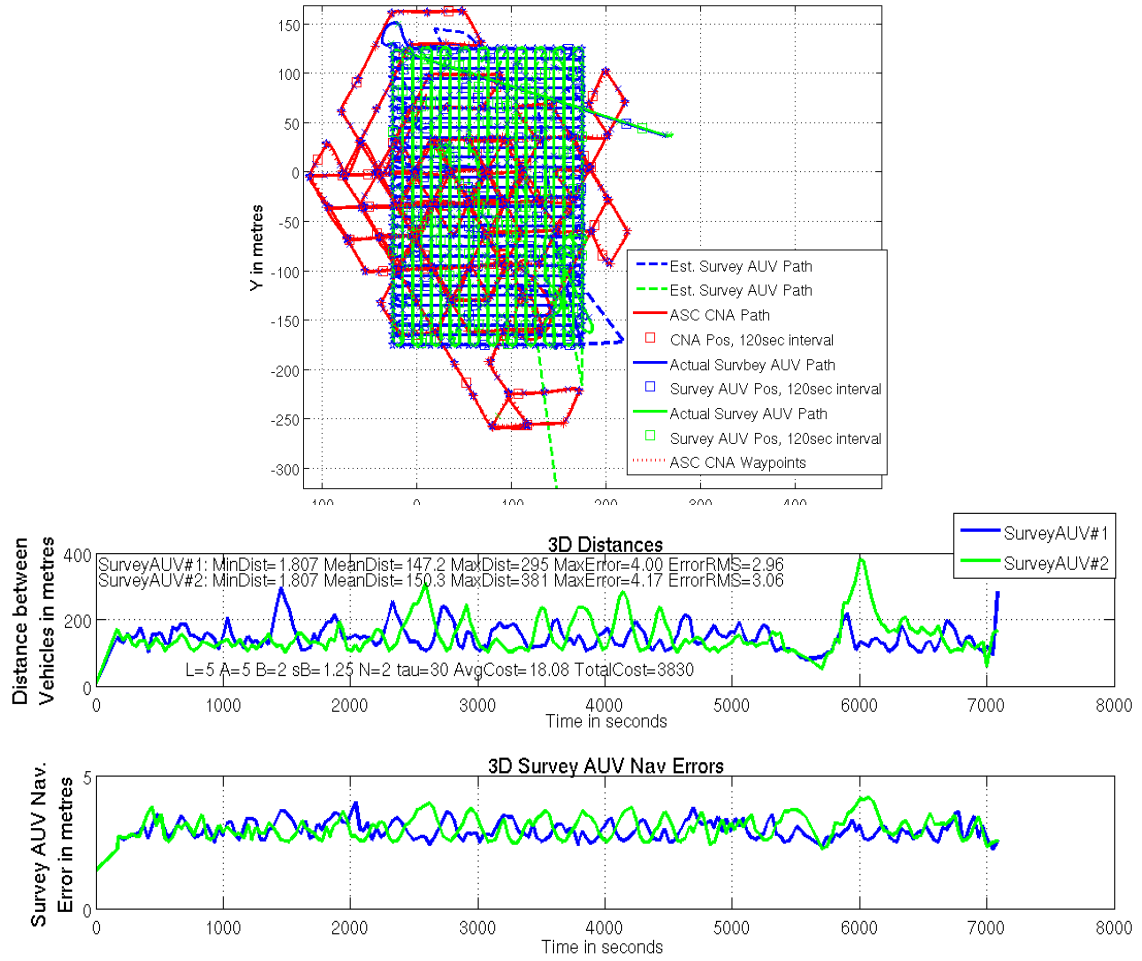 150
100
50
0
-50
-100
-150
-200
-250
-300
Y in metres
-100 0 100 200 300 400
Est. Survey AUV Path
Est. Survey AUV Path
ASC CNA Path
CNA Pos, 120sec interval
Actual Survbey AUV Path
Survey AUV Pos, 120sec interval
Actual Survey AUV Path
Survey AUV Pos, 120sec interval
ASC CNA Waypoints
3D Distances
SurveyAUV#1
SurveyAUV#2
SurveyAUV#1: MinDist=1.807 MeanDist=147.2 MaxDist=295 MaxError=4.00 ErrorRMS=2.96
SurveyAUV#2: MinDist=1.807 MeanDist=150.3 MaxDist=381 MaxError=4.17 ErrorRMS=3.06
L=5 A=5 B=2 sB=1.25 N=2 tau=30 AvgCost=18.08 TotalCost=3830
Distance between
Vehicles in metres
400
200
0
0 1000 2000 3000 4000 5000 6000 7000 8000
Time in seconds
3D Survey AUV Nav Errors
Survey AUV Nav.
Error in metres
5
0
0 1000 2000 3000 4000 5000 6000 7000 8000
Time in seconds